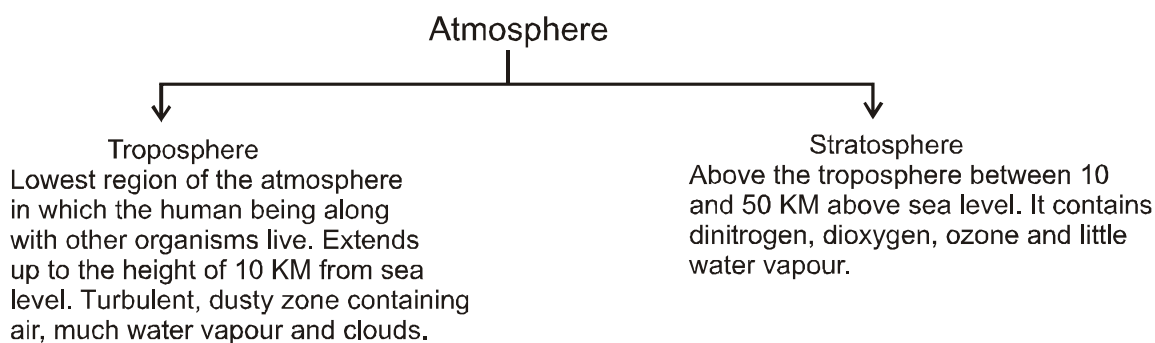 Atmosphere
Troposphere
Lowest region of the atmosphere
in which the human being along
with other organisms live. Extends
up to the height of 10 KM from sea
level. Turbulent, dusty zone containing
air, much water vapour and clouds.
Stratosphere
Above the troposphere between 10
and 50 KM above sea level. It contains
dinitrogen, dioxygen, ozone and little
water vapour.